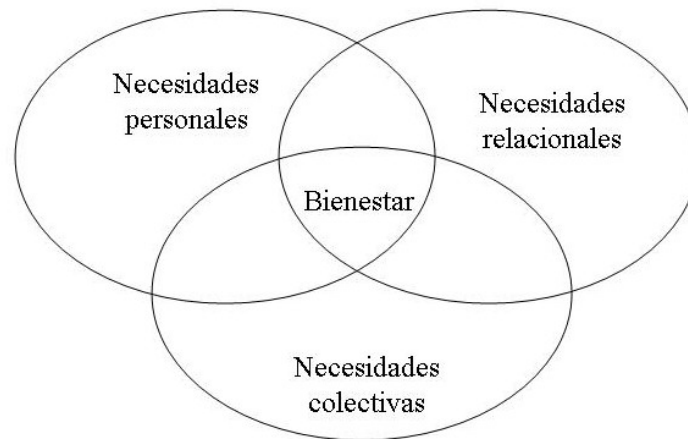 Necesidades
personales
Necesidades
relacionales
Bienestar
Necesidades
colectivas